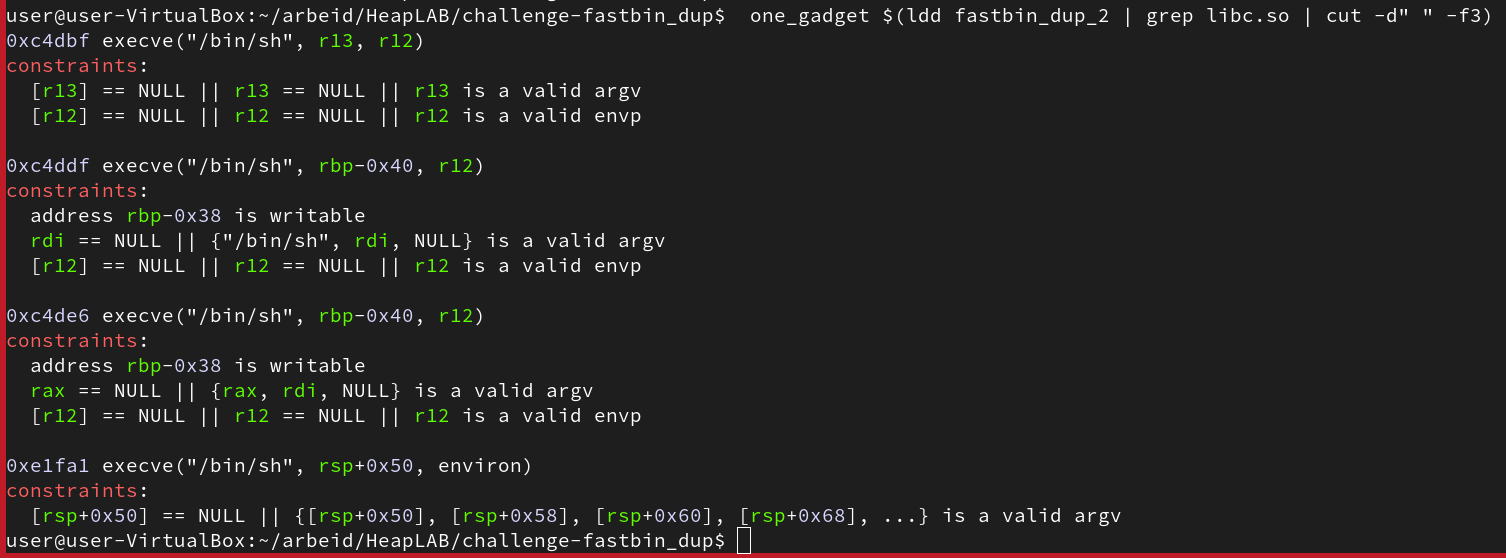 user@user-VirtualBox:~/arbeid/HeapLAB/challenge-fastbin_dup$  one_gadget $(ldd fastbin_dup_2 | grep libc.so | cut -d" " -f3)
0xc4dbf execve("/bin/sh", r13, r12)
constraints:
  [r13] == NULL || r13 == NULL || r13 is a valid argv
  [r12] == NULL || r12 == NULL || r12 is a valid envp

0xc4ddf execve("/bin/sh", rbp-0x40, r12)
constraints:
  address rbp-0x38 is writable
  rdi == NULL || {"/bin/sh", rdi, NULL} is a valid argv
  [r12] == NULL || r12 == NULL || r12 is a valid envp

0xc4de6 execve("/bin/sh", rbp-0x40, r12)
constraints:
  address rbp-0x38 is writable
  rax == NULL || {rax, rdi, NULL} is a valid argv
  [r12] == NULL || r12 == NULL || r12 is a valid envp

0xe1fa1 execve("/bin/sh", rsp+0x50, environ)
constraints:
  [rsp+0x50] == NULL || {[rsp+0x50], [rsp+0x58], [rsp+0x60], [rsp+0x68], ...} is a valid argv
user@user-VirtualBox:~/arbeid/HeapLAB/challenge-fastbin_dup$